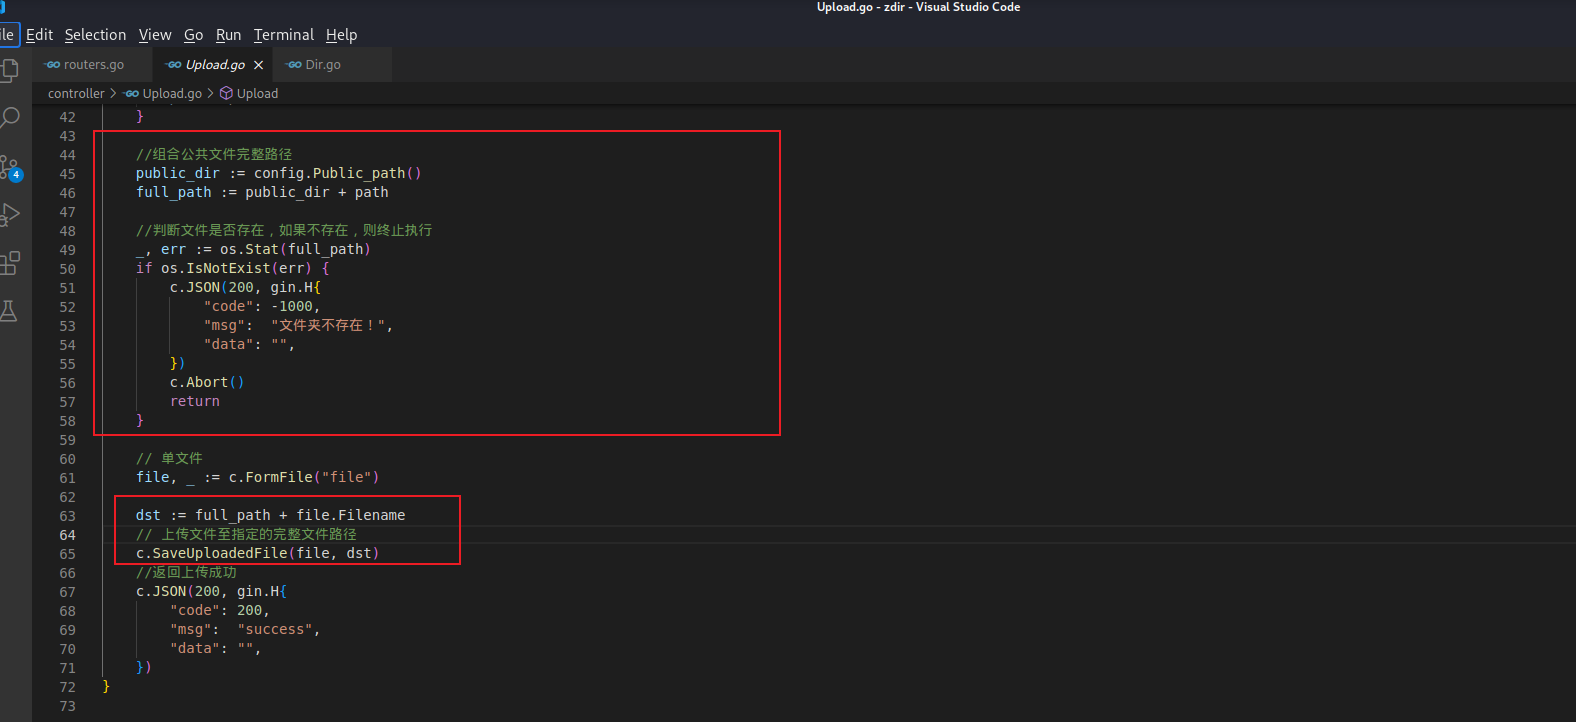 Upload.go - zdir - Visual Studio Code
ile Edit Selection View Go Run Terminal Help
routers.go Upload.go Dir.go
controller > Upload.go > Upload
42 }
43
44 //组合公共文件完整路径
45 public_dir := config.Public_path()
46 full_path := public_dir + path
47
48 //判断文件是否存在，如果不存在，则终止执行
49 _, err := os.Stat(full_path)
50 if os.IsNotExist(err) {
51 c.JSON(200, gin.H{
52 "code": -1000,
53 "msg":  "文件夹不存在！",
54 "data": "",
55 })
56 c.Abort()
57 return
58 }
59
60 // 单文件
61 file, _ := c.FormFile("file")
62
63 dst := full_path + file.Filename
64 // 上传文件至指定的完整文件路径
65 c.SaveUploadedFile(file, dst)
66 //返回上传成功
67 c.JSON(200, gin.H{
68 "code": 200,
69 "msg":  "success",
70 "data": "",
71 })
72 }
73
4